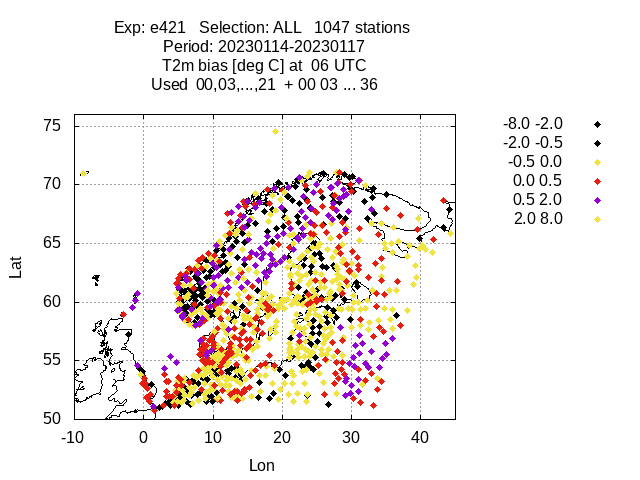 Exp: e421 Selection: ALL 1047 stations
Period: 20230114-20230117
T2m bias [deg C] at 06 UTC
Used 00,03,...,21 + 00 03 ... 36
75
70
65
60
55
50
Lat
-10 0 10 20 30 40
Lon
-8.0 -2.0
-2.0 -0.5
-0.5 0.0
0.0 0.5
0.5 2.0
2.0 8.0